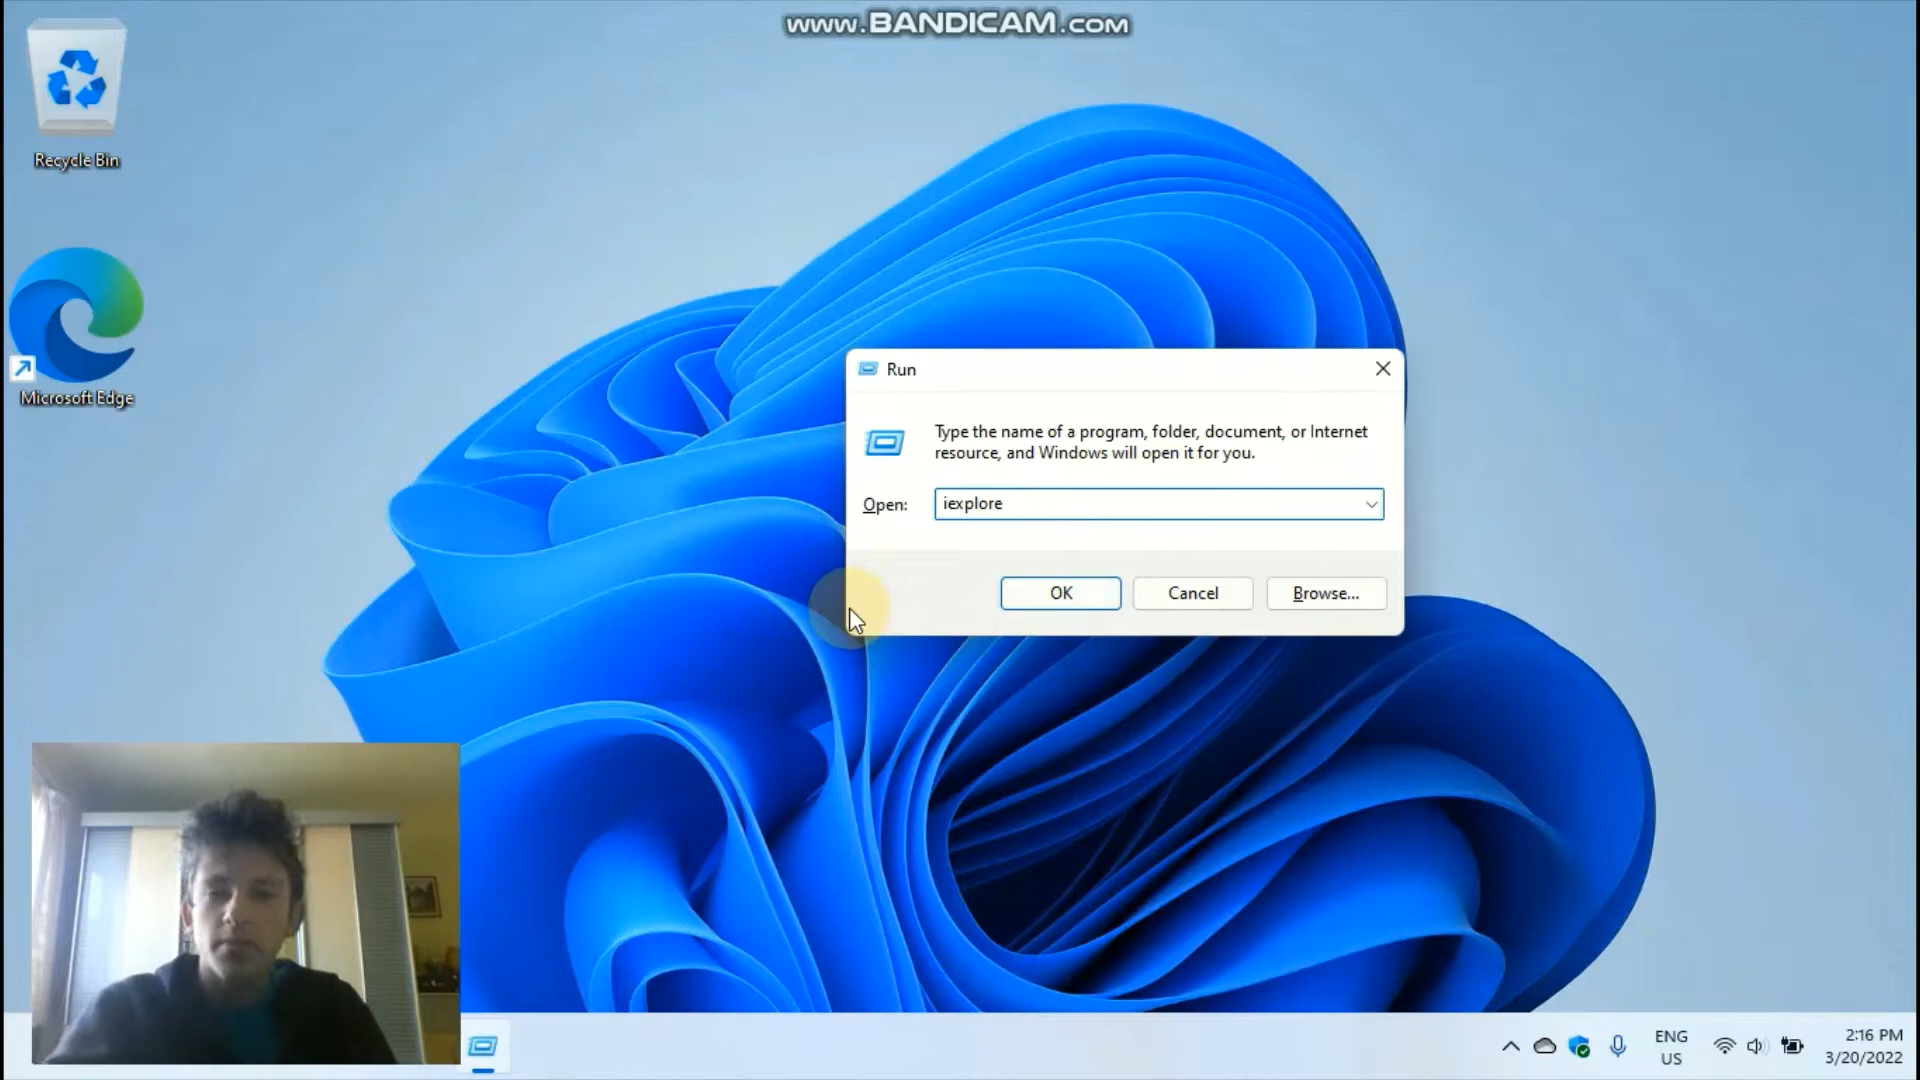 www.BANDICAM.com
Recycle Bin
Microsoft Edge
Run
Type the name of a program, folder, document, or Internet
resource, and Windows will open it for you.
Open:
iexplore
OK
Cancel
Browse...
ENG
US
2:16 PM
3/20/2022